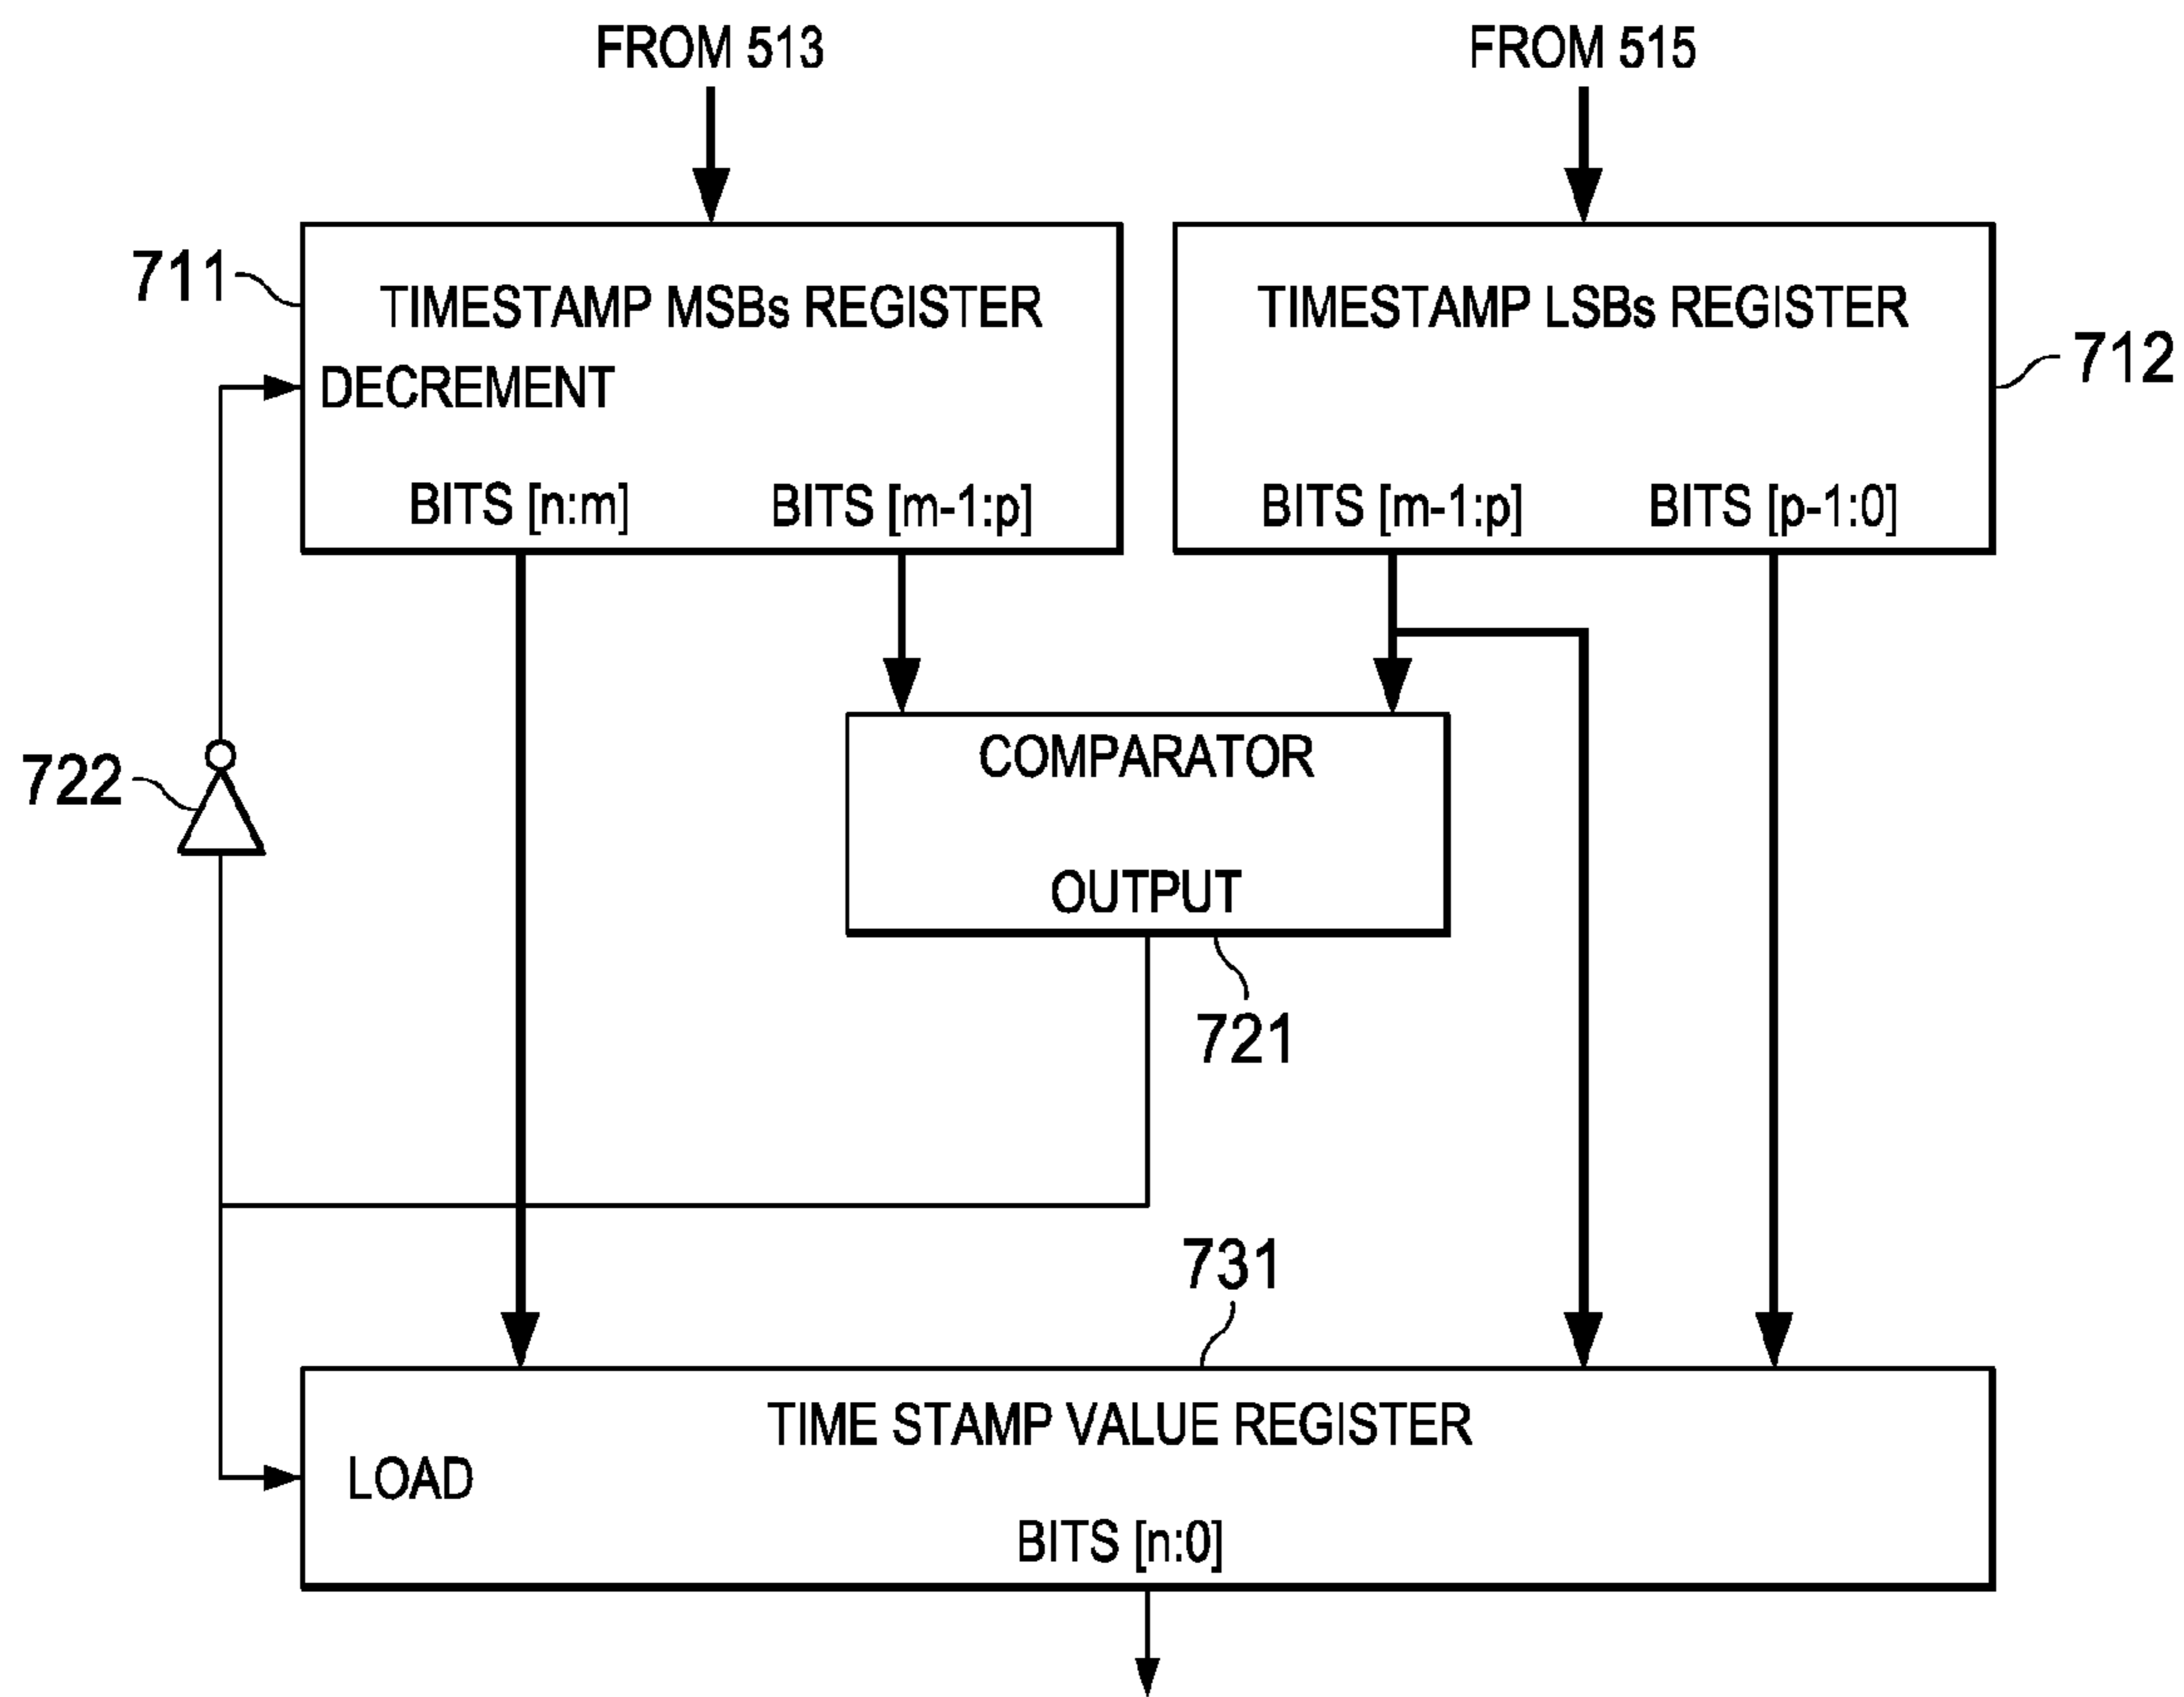 FROM 513
FROM 515
711
TIMESTAMP MSBs REGISTER
TIMESTAMP LSBs REGISTER
712
DECREMENT
BITS [n:m]
BITS [m-1:p]
BITS [m-1:p]
BITS [p-1:0]
722
COMPARATOR
OUTPUT
721
731
TIME STAMP VALUE REGISTER
LOAD
BITS [n:0]